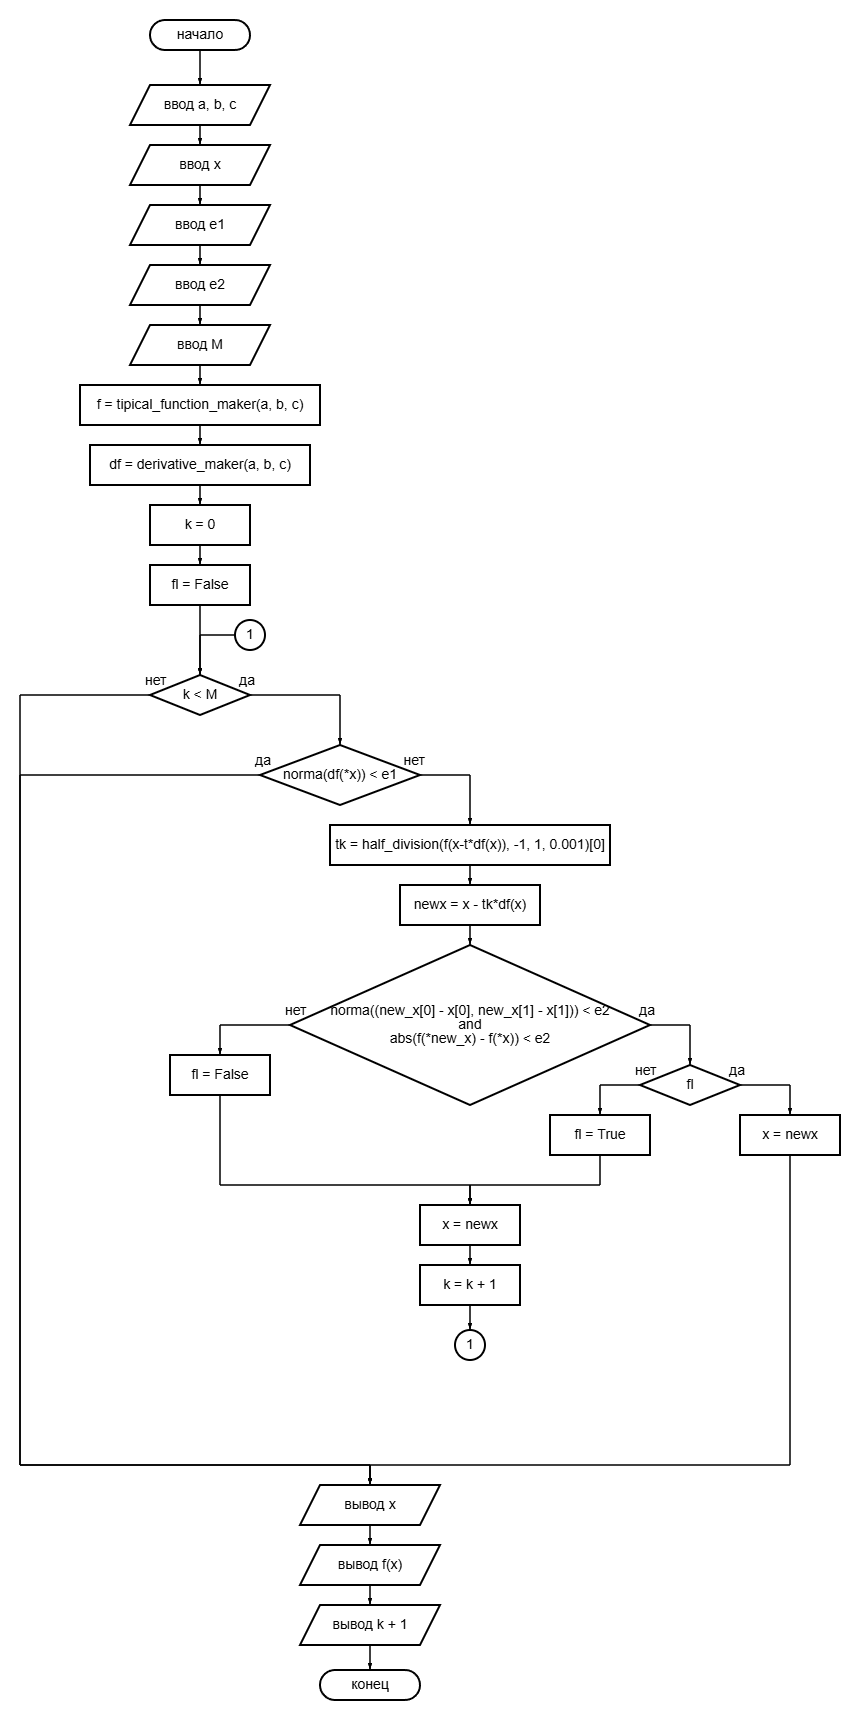 начало
ввод a, b, c
ввод x
ввод e1
ввод e2
ввод M
f = tipical_function_maker(a, b, c)
df = derivative_maker(a, b, c)
k = 0
fl = False
1
нет
да
k < M
да
нет
norma(df(*x)) < e1
tk = half_division(f(x-t*df(x)), -1, 1, 0.001)[0]
newx = x - tk*df(x)
нет
да
norma((new_x[0] - x[0], new_x[1] - x[1])) < e2
and
abs(f(*new_x) - f(*x)) < e2
fl = False
нет
да
fl
fl = True
x = newx
x = newx
k = k + 1
1
вывод x
вывод f(x)
вывод k + 1
конец